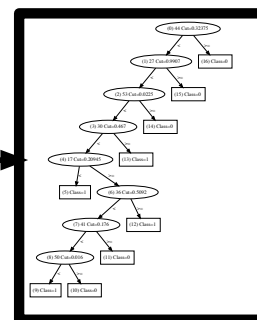 (0) 44 Cut=0.32375
< >=
(1) 27 Cut=0.9907
(16) Class=0
< >=
(2) 53 Cut=0.0225
(15) Class=0
< >=
(3) 30 Cut=0.467
(14) Class=0
< >=
(4) 17 Cut=0.20945
(13) Class=1
< >=
(5) Class=1
(6) 36 Cut=0.5092
< >=
(7) 41 Cut=0.176
(12) Class=1
< >=
(8) 50 Cut=0.016
(11) Class=0
< >=
(9) Class=1
(10) Class=0